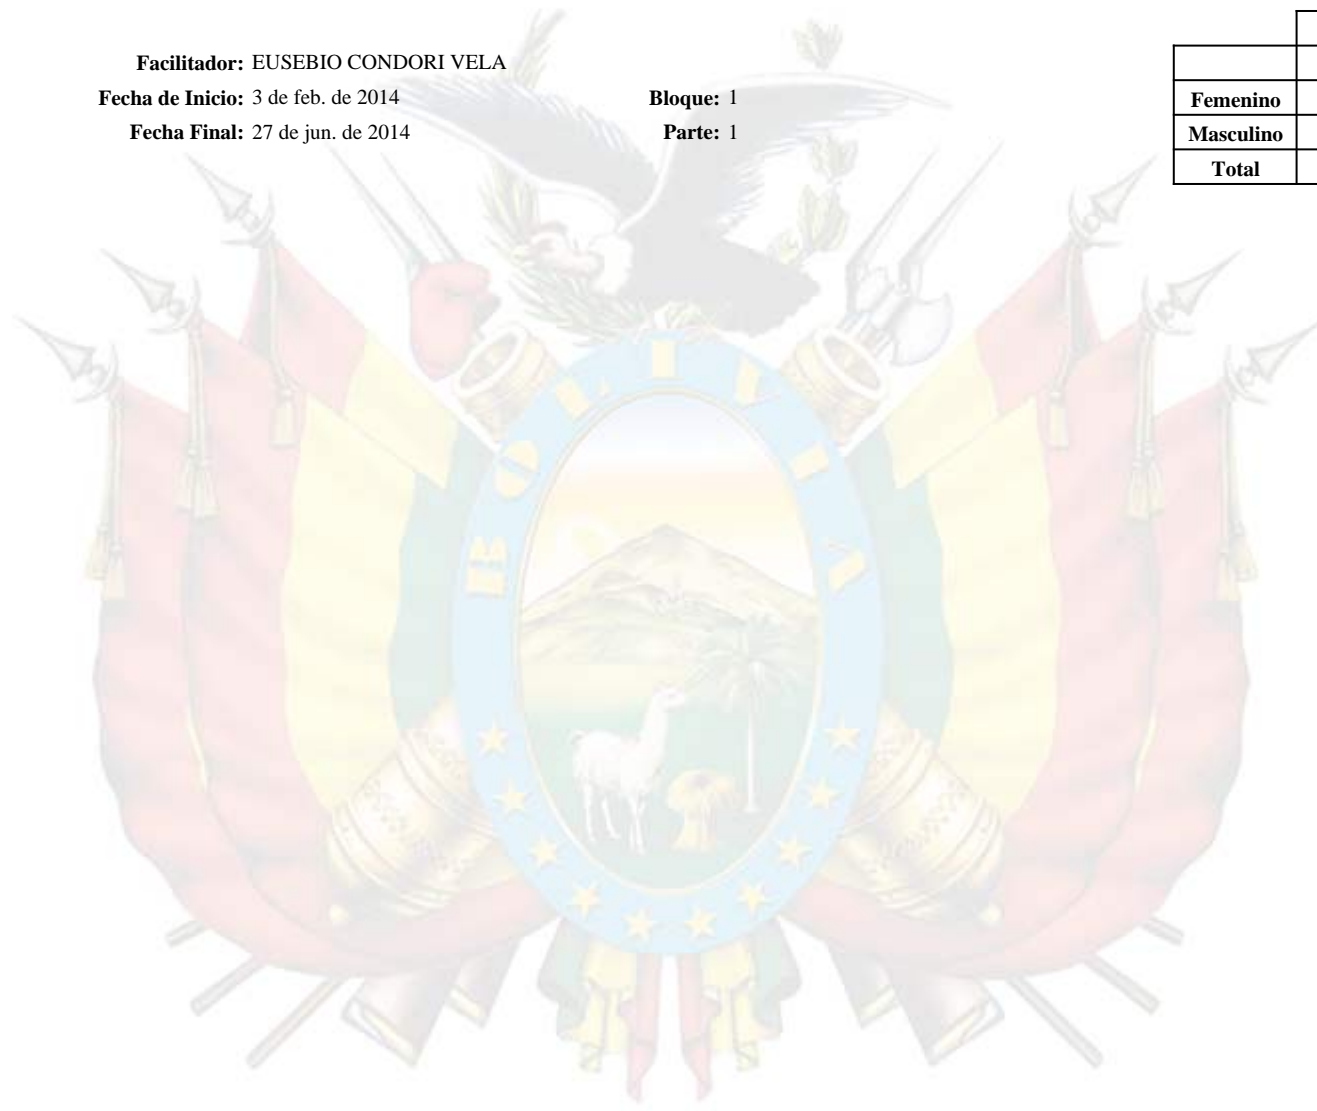 Facilitador: EUSEBIO CONDORI VELA
Fecha de Inicio: 3 de feb. de 2014 Bloque: 1
Fecha Final: 27 de jun. de 2014 Parte: 1
Femenino
Masculino
Total
BOLIVIA